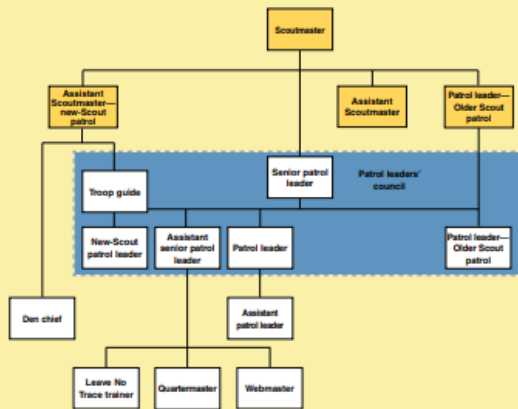 Scoutmaster
Assistant
Scoutmaster—
new-Scout
patrol
Assistant
Scoutmaster
Patrol leader—
Older Scout
patrol
Troop guide
Senior patrol
leader
Patrol leaders'
council
New-Scout
patrol leader
Assistant
senior patrol
leader
Patrol leader
Patrol leader—
Older Scout
patrol
Den chief
Assistant
patrol leader
Leave No
Trace trainer
Quartermaster
Webmaster